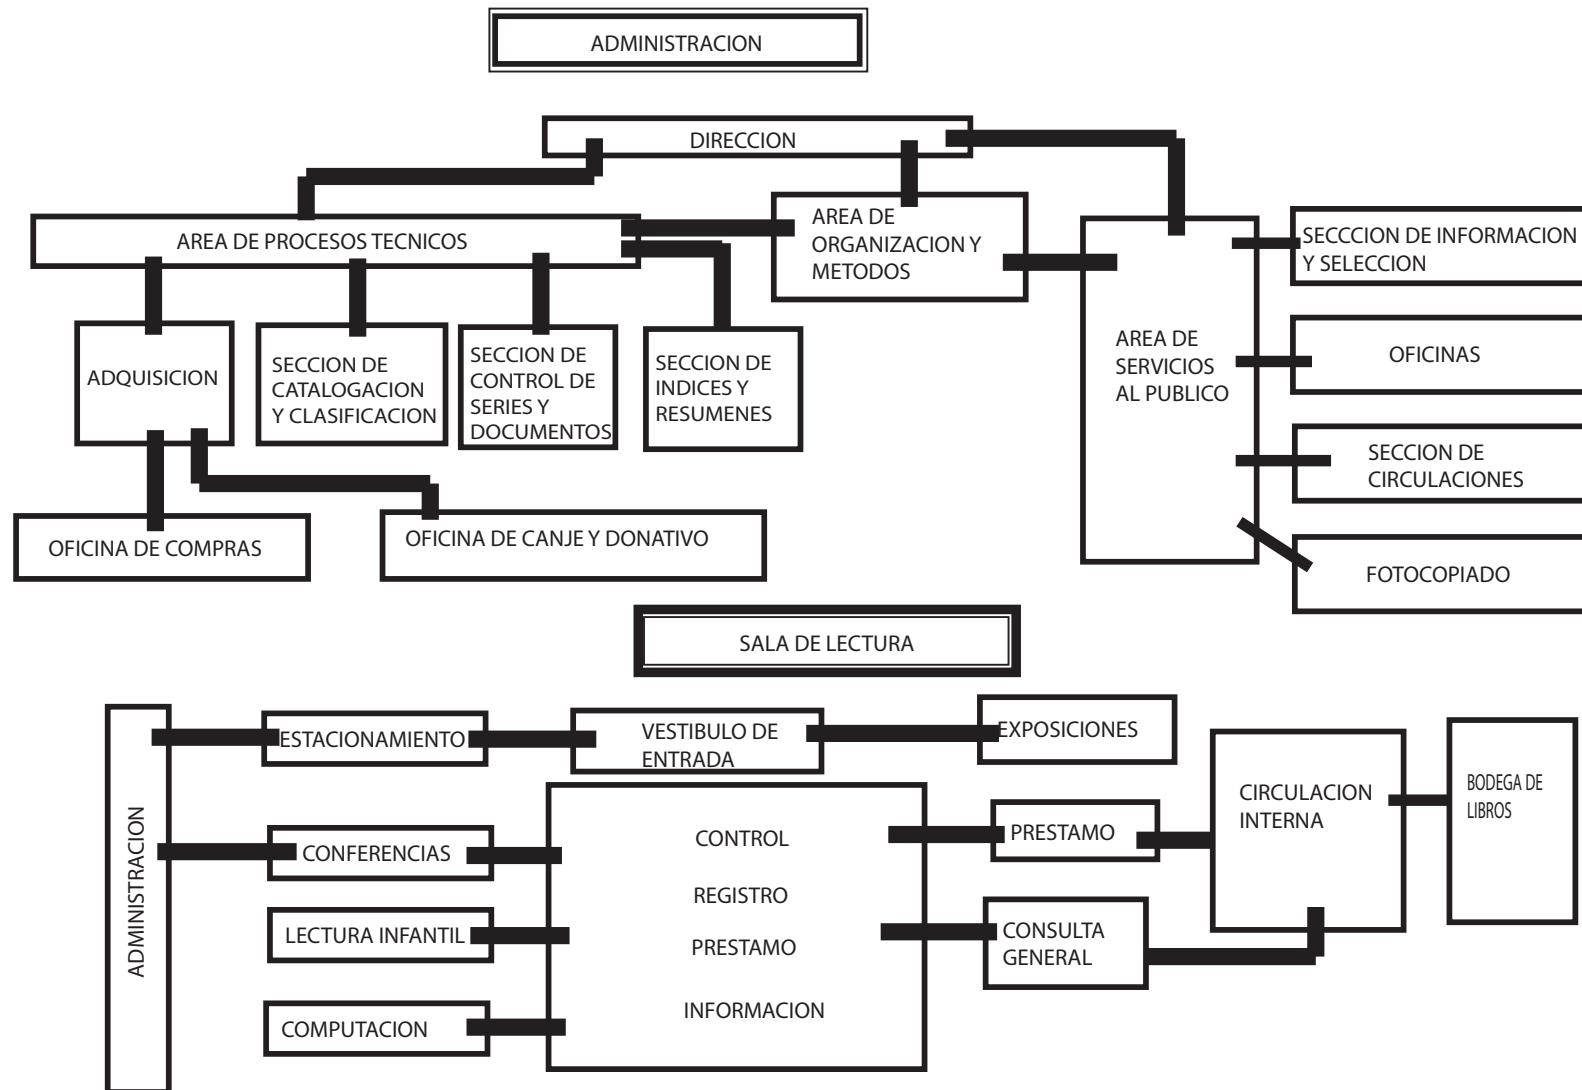 ADMINISTRACION
DIRECCION
AREA DE PROCESOS TECNICOS
AREA DE
ORGANIZACION Y
METODOS
SECCCION DE INFORMACION
Y SELECCION
AREA DE
SERVICIOS
AL PUBLICO
OFICINAS
SECCION DE
CIRCULACIONES
FOTOCOPIADO
ADQUISICION
SECCION DE
CATALOGACION
Y CLASIFICACION
SECCION DE
CONTROL DE
SERIES Y
DOCUMENTOS
SECCION DE
INDICES Y
RESUMENES
OFICINA DE COMPRAS
OFICINA DE CANJE Y DONATIVO
SALA DE LECTURA
ADMINISTRACION
ESTACIONAMIENTO
VESTIBULO DE
ENTRADA
EXPOSICIONES
CONFERENCIAS
LECTURA INFANTIL
COMPUTACION
CONTROL
REGISTRO
PRESTAMO
INFORMACION
PRESTAMO
CONSULTA
GENERAL
CIRCULACION
INTERNA
BODEGA DE
LIBROS